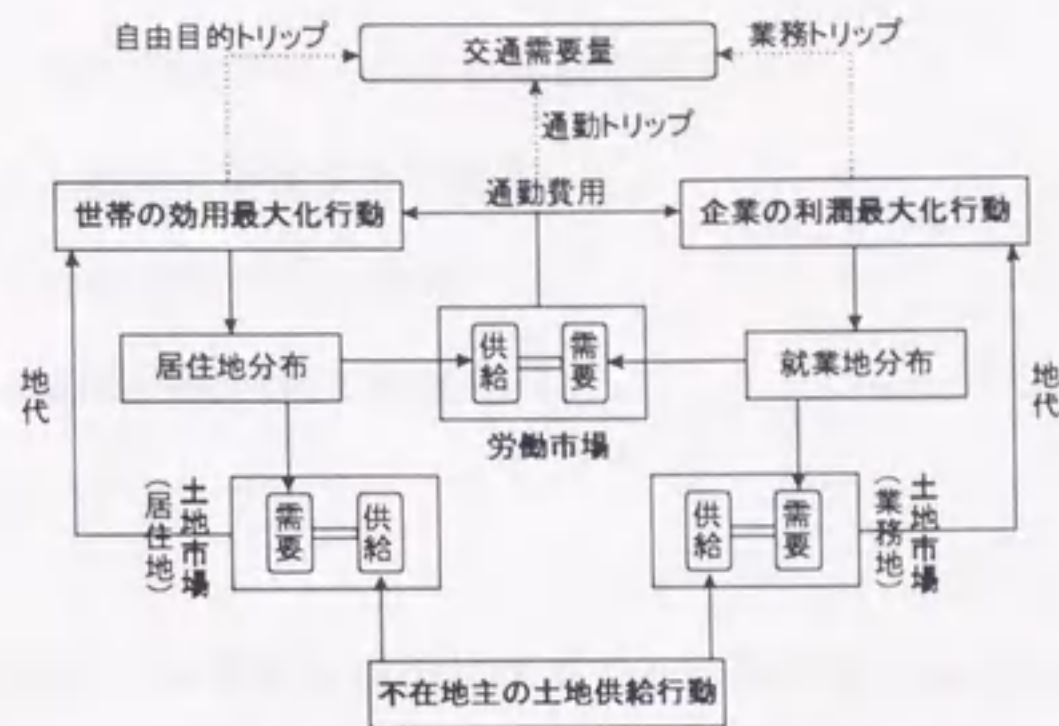 自由目的トリップ
交通需要量
業務トリップ
通勤トリップ
世帯の効用最大化行動
通勤費用
企業の利潤最大化行動
居住地分布
供給
需要
就業地分布
労働市場
地代
地代
土地市場
(居住地)
需要
供給
供給
需要
土地市場
(業務地)
不在地主の土地供給行動